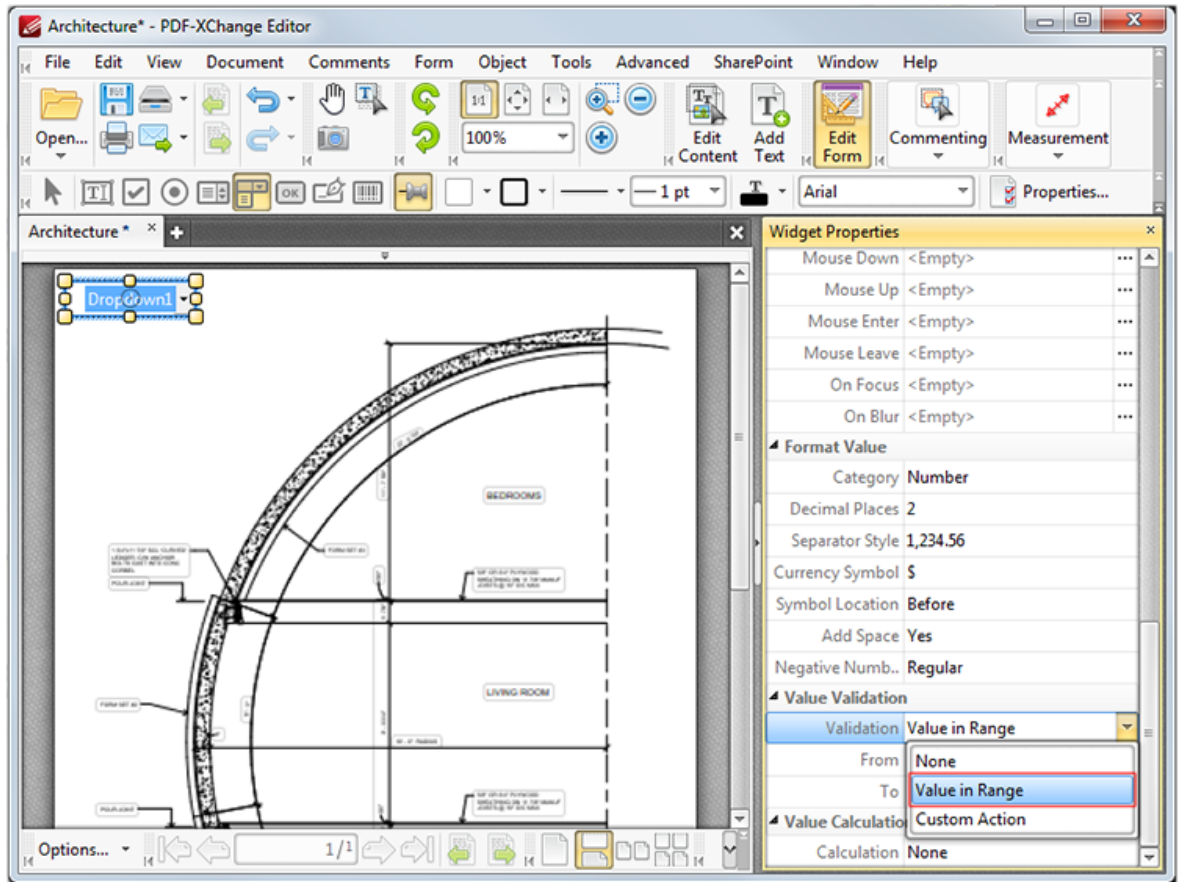 Architecture* - PDF-XChange Editor
File Edit View Document Comments Form Object Tools Advanced SharePoint Window Help
Open... 1:1 100% Edit Content Add Text Edit Form Commenting Measurement
OK 1 pt T Arial Properties...
Architecture *
Widget Properties
Dropdown1
Mouse Down <Empty> ...
Mouse Up <Empty> ...
Mouse Enter <Empty> ...
Mouse Leave <Empty> ...
On Focus <Empty> ...
On Blur <Empty> ...
Format Value
Category Number
Decimal Places 2
Separator Style 1,234.56
Currency Symbol $
Symbol Location Before
Add Space Yes
Negative Numb.. Regular
Value Validation
Validation Value in Range
From
To
None
Value in Range
Custom Action
Value Calculatio
Calculation None
BEDROOMS
LIVING ROOM
Options... 1/1